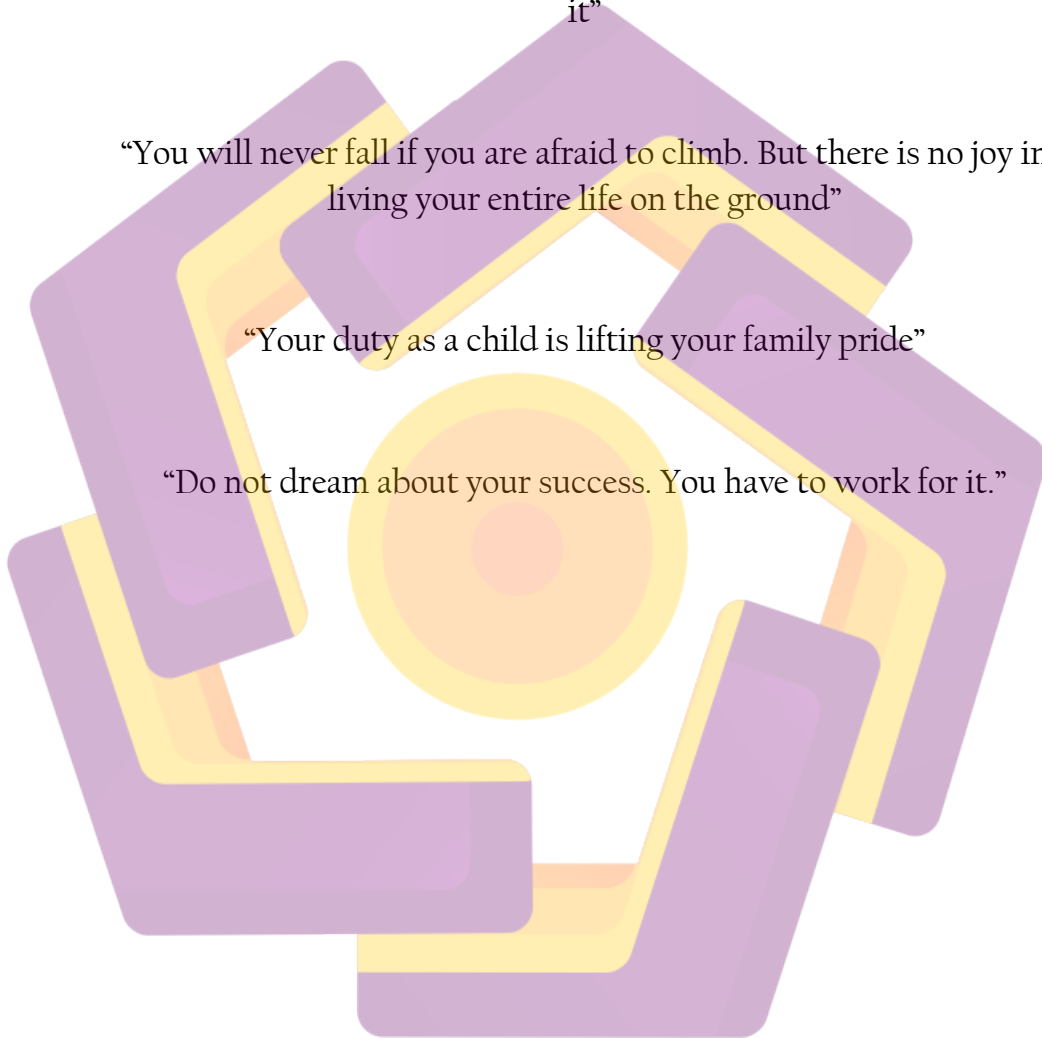 it”
“You will never fall if you are afraid to climb. But there is no joy in
living your entire life on the ground”
“Your duty as a child is lifting your family pride”
“Do not dream about your success. You have to work for it.”